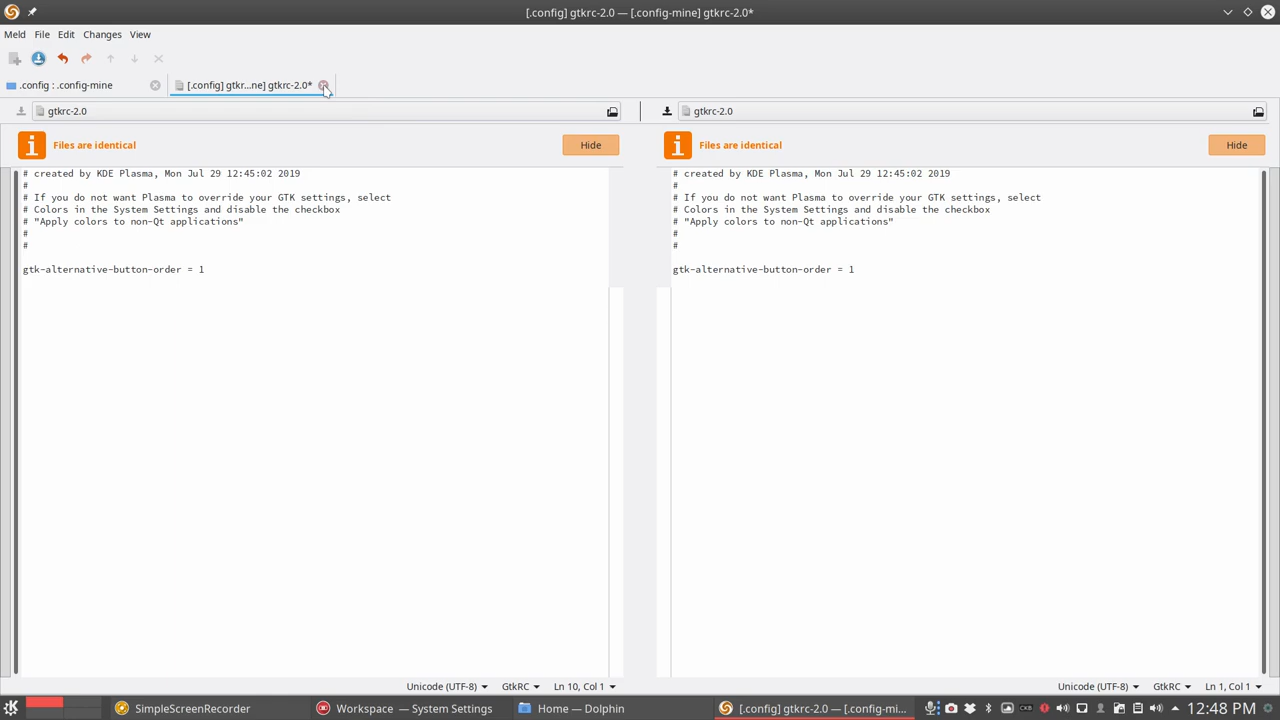 [.config] gtkrc-2.0 — [.config-mine] gtkrc-2.0*
Meld File Edit Changes View
.config : .config-mine
[.config] gtkr...ne] gtkrc-2.0*
gtkrc-2.0
gtkrc-2.0
Files are identical
Hide
Files are identical
Hide
# created by KDE Plasma, Mon Jul 29 12:45:02 2019
#
# If you do not want Plasma to override your GTK settings, select
# Colors in the System Settings and disable the checkbox
# "Apply colors to non-Qt applications"
#
#
gtk-alternative-button-order = 1
# created by KDE Plasma, Mon Jul 29 12:45:02 2019
#
# If you do not want Plasma to override your GTK settings, select
# Colors in the System Settings and disable the checkbox
# "Apply colors to non-Qt applications"
#
#
gtk-alternative-button-order = 1
Unicode (UTF-8) GtkRC Ln 10, Col 1
Unicode (UTF-8) GtkRC Ln 1, Col 1
SimpleScreenRecorder
Workspace — System Settings
Home — Dolphin
[.config] gtkrc-2.0 — [.config-mi...
CKB
12:48 PM